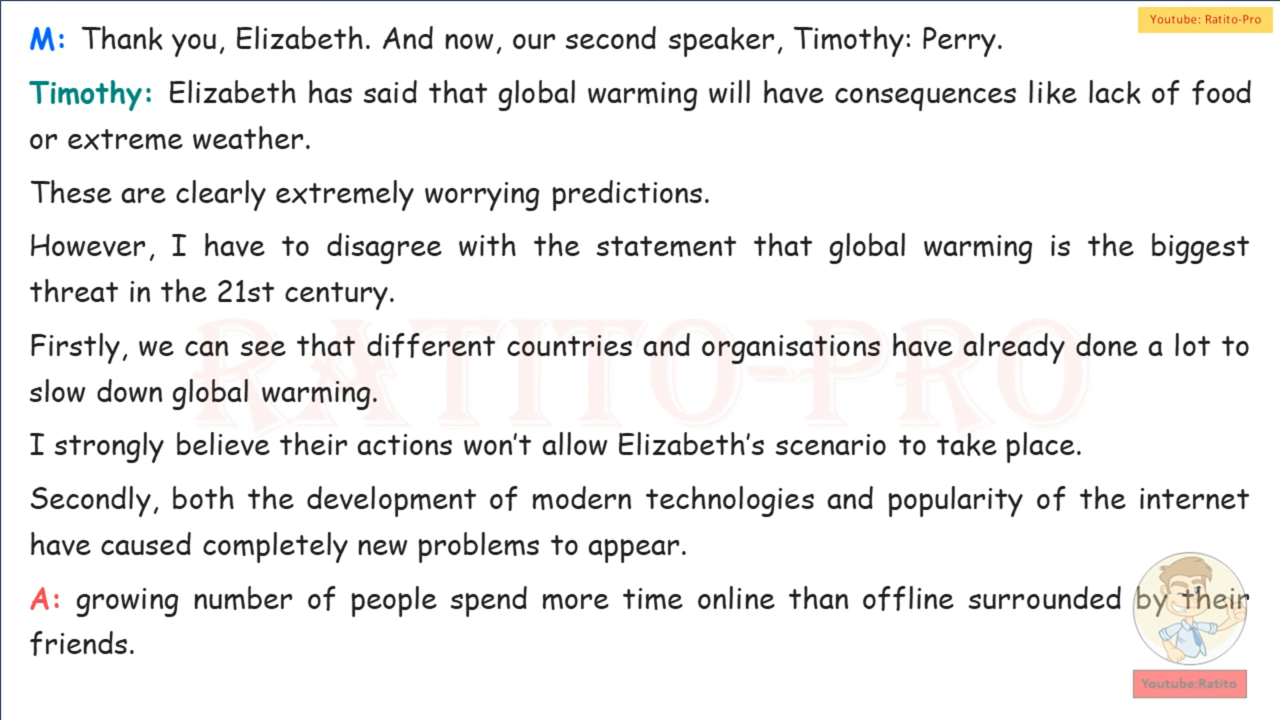 Youtube: Ratito-Pro
M: Thank you, Elizabeth. And now, our second speaker, Timothy: Perry.
Timothy: Elizabeth has said that global warming will have consequences like lack of food
or extreme weather.
These are clearly extremely worrying predictions.
However, I have to disagree with the statement that global warming is the biggest
threat in the 21st century.
RATITO-PRO
Firstly, we can see that different countries and organisations have already done a lot to
slow down global warming.
I strongly believe their actions won't allow Elizabeth's scenario to take place.
Secondly, both the development of modern technologies and popularity of the internet
have caused completely new problems to appear.
A: growing number of people spend more time online than offline surrounded by their
friends.
Youtube:Ratito